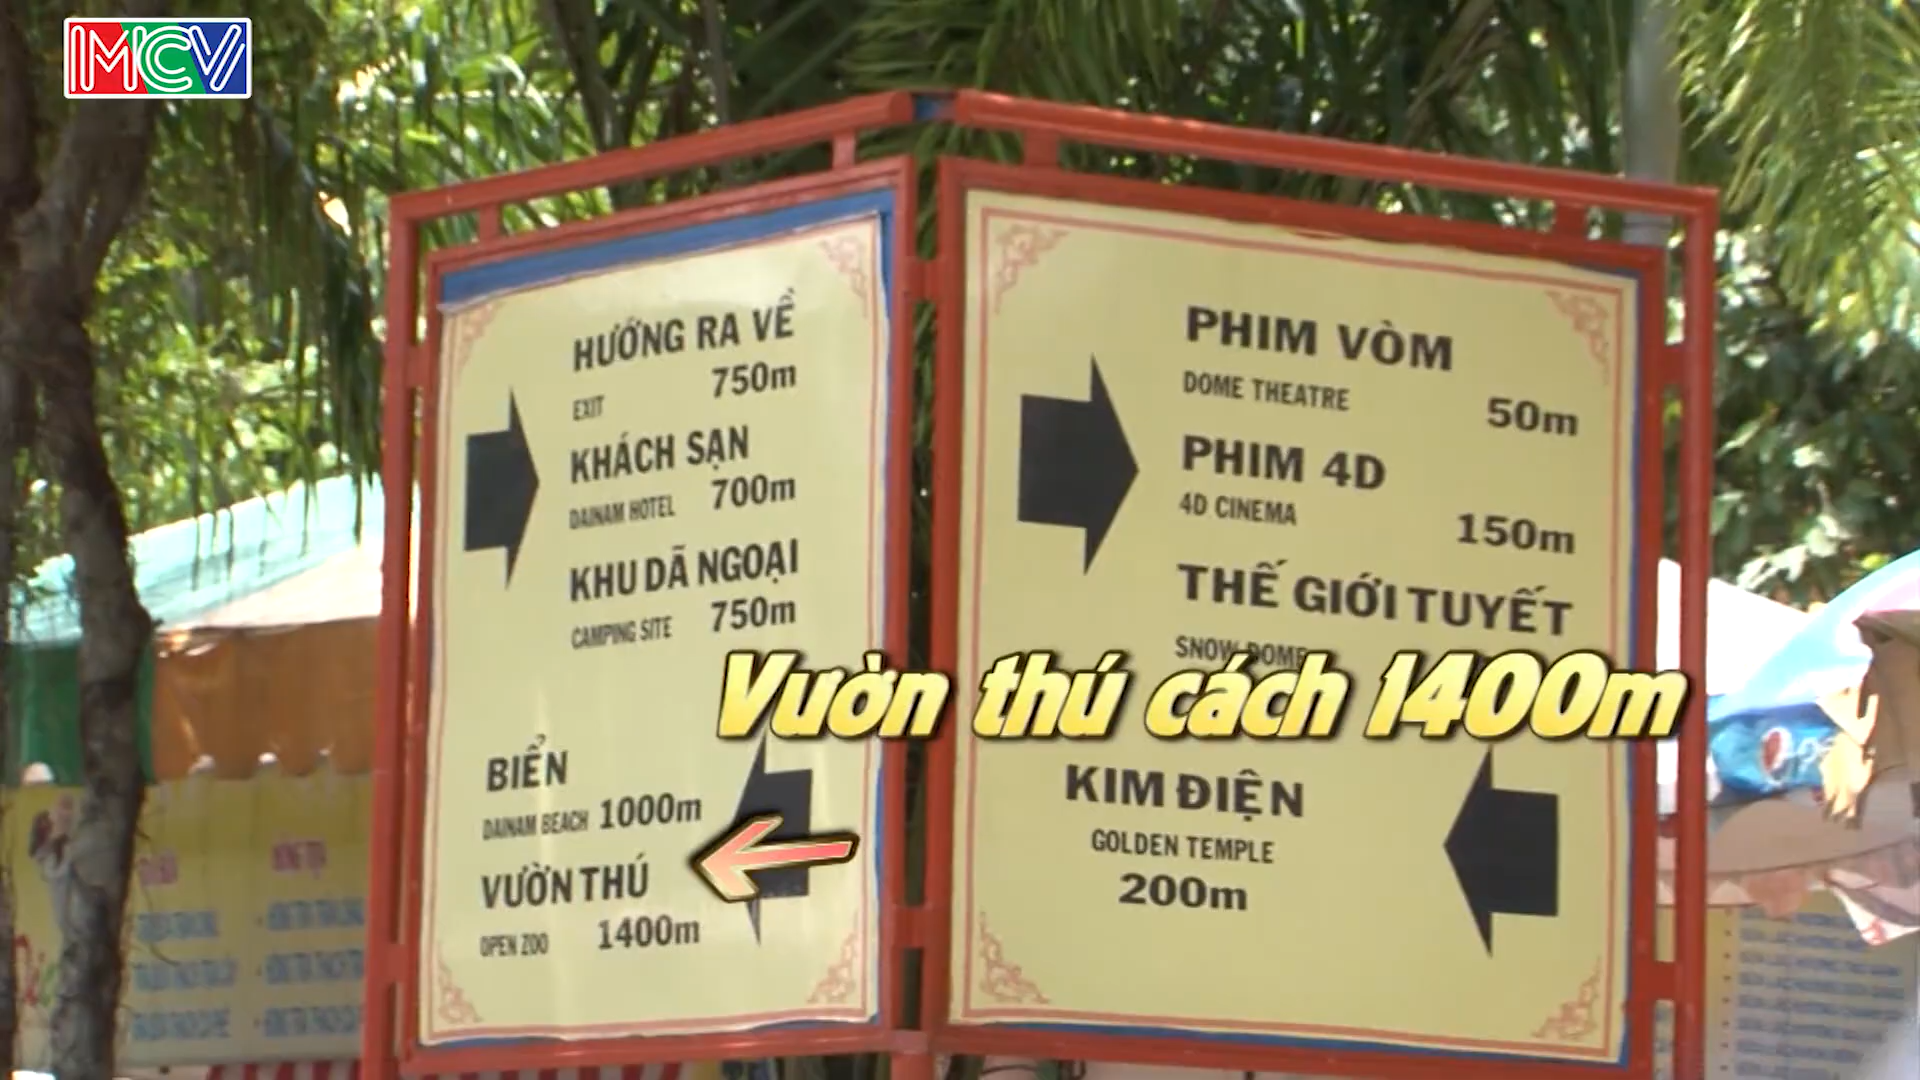 MCV
HƯỚNG RA VỀ
EXIT 750m
KHÁCH SẠN
DAINAM HOTEL 700m
KHU DÃ NGOẠI
CAMPING SITE 750m
BIỂN
DAINAM BEACH 1000m
VƯỜN THÚ
OPEN ZOO 1400m
PHIM VÒM
DOME THEATRE 50m
PHIM 4D
4D CINEMA 150m
THẾ GIỚI TUYẾT
SNOW DOME
Vườn thú cách 1400m
KIM ĐIỆN
GOLDEN TEMPLE
200m